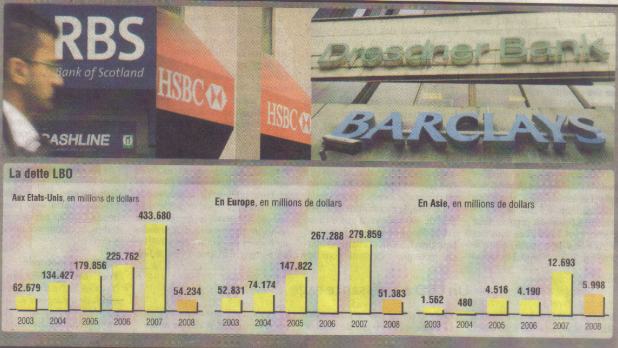 RBS
Bank of Scotland
CASHLINE
HSBC
HSBC
Dresdner Bank
BARCLAYS
La dette LBO
Aux Etats-Unis, en millions de dollars
62.679
134.427
179.856
225.762
433.680
54.234
2003 2004 2005 2006 2007 2008
En Europe, en millions de dollars
52.831
74.174
147.822
267.288
279.859
51.383
2003 2004 2005 2006 2007 2008
En Asie, en millions de dollars
1.562
480
4.516
4.190
12.693
5.998
2003 2004 2005 2006 2007 2008